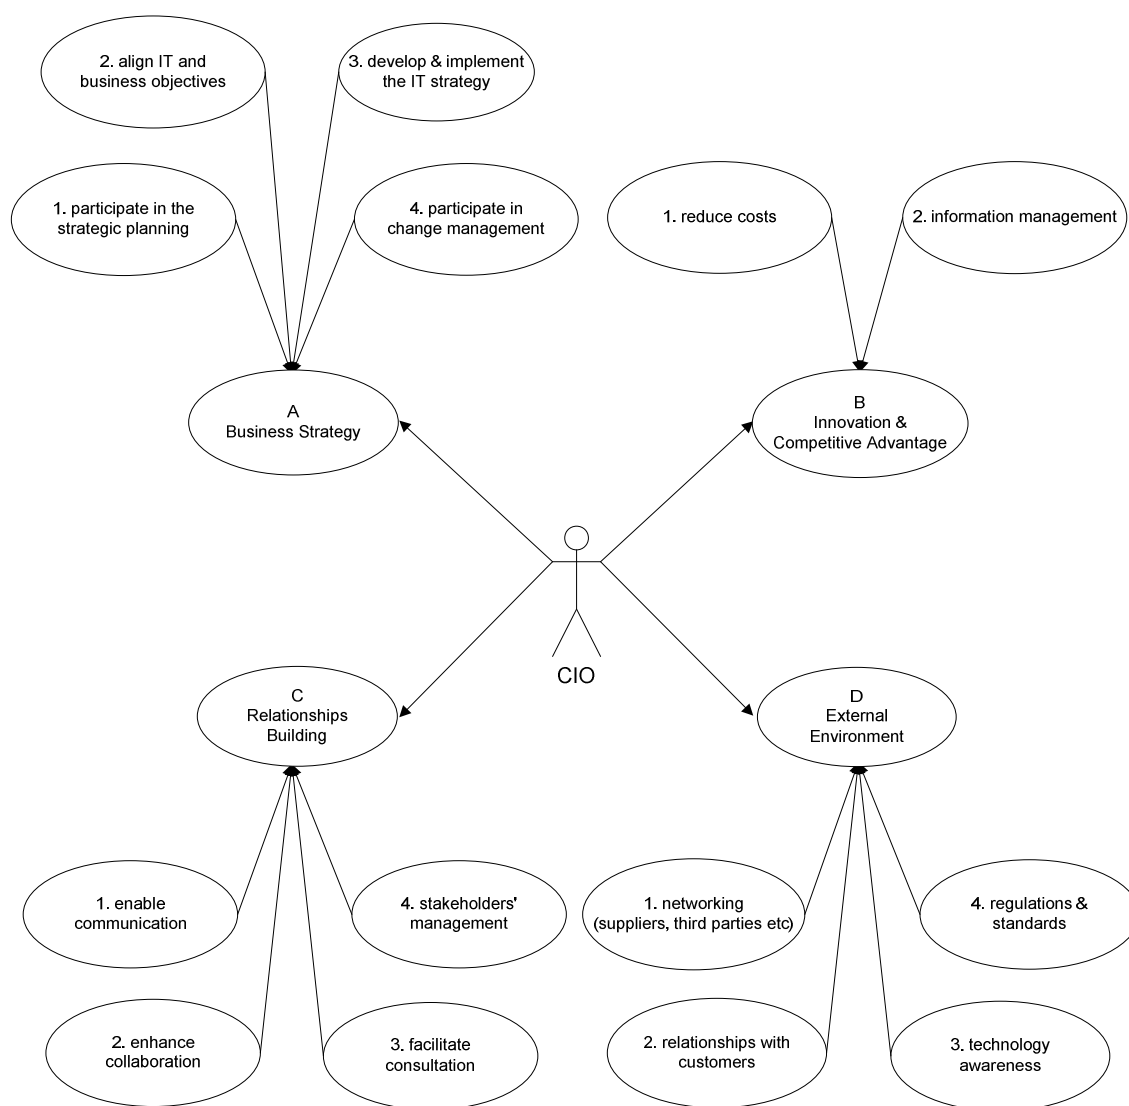 2. align IT and
business objectives
3. develop & implement
the IT strategy
1. participate in the
strategic planning
4. participate in
change management
1. reduce costs
2. information management
A
Business Strategy
B
Innovation &
Competitive Advantage
CIO
C
Relationships
Building
D
External
Environment
1. enable
communication
4. stakeholders'
management
1. networking
(suppliers, third parties etc)
4. regulations &
standards
2. enhance
collaboration
3. facilitate
consultation
2. relationships with
customers
3. technology
awareness